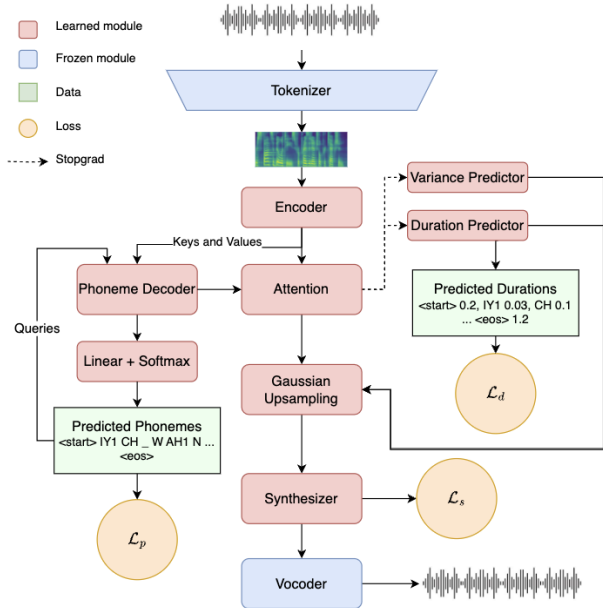 Learned module
Frozen module
Data
Loss
Stopgrad
Tokenizer
Encoder
Variance Predictor
Duration Predictor
Keys and Values
Phoneme Decoder
Attention
Queries
Predicted Durations
<start> 0.2, IY1 0.03, CH 0.1
... <eos> 1.2
Linear + Softmax
Gaussian
Upsampling
ℒd
Predicted Phonemes
<start> IY1 CH _ W AH1 N ...
<eos>
Synthesizer
ℒs
ℒp
Vocoder